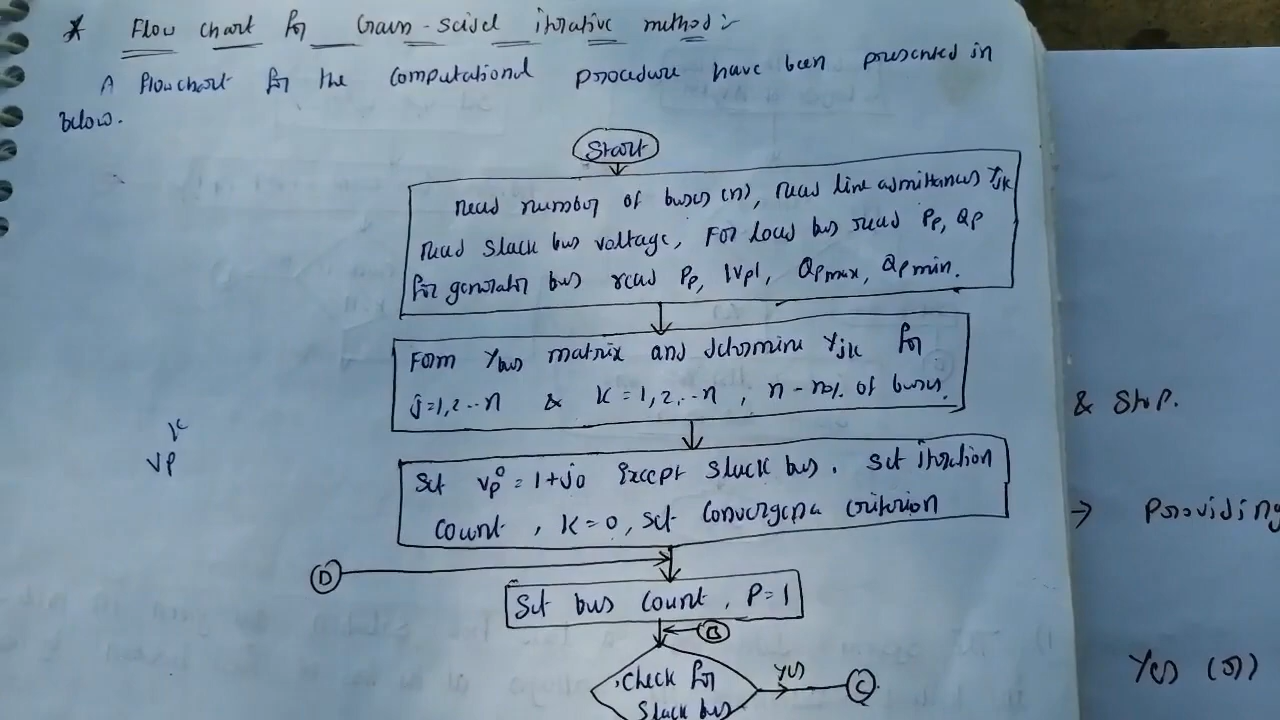 * Flow chart for Gauss-seisel iterative method :-
A Flowchart for the computational procedure have been presented in
below.
Start
read number of buses (n), read line admittances Yjk
read slack bus voltage, For load bus read Pp, Qp
for generator bus read Pp, |Vp|, Qpmax, Qpmin.
Form Ybus matrix and determine Yjk for
j=1,2..n & K=1,2,..n, n-no. of buses.
& Stop.
VpK
Set Vp⁰=1+j0 Except slack bus. Set iteration
count, K=0, set Convergence criterion
→ Providing
D
Set bus count, P=1
B
Check for
Slack bus
Yes
C
Yes (or)